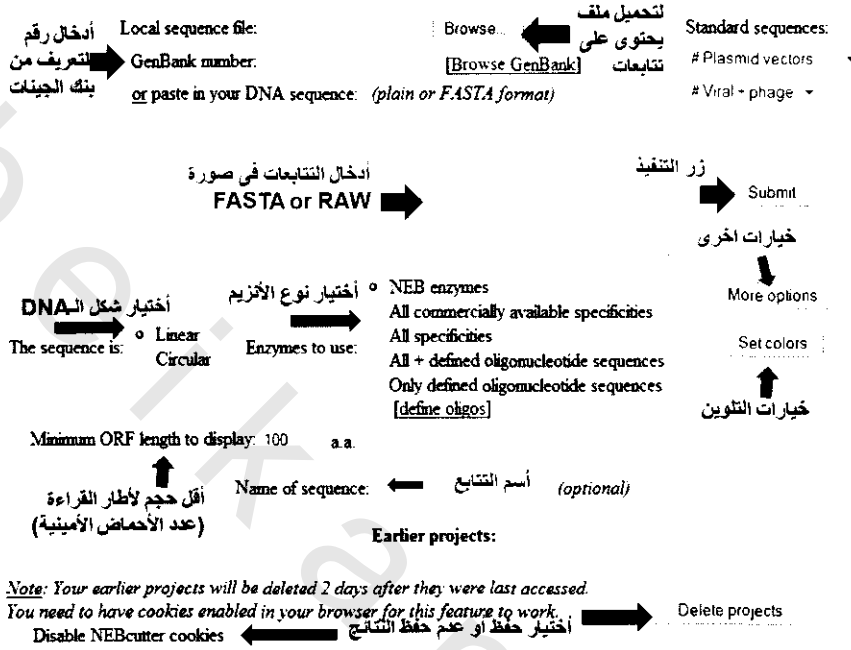 أدخال رقم التعريف من بنك الجينات
Local sequence file:
Browse...
لتحميل ملف يحتوى على تتابعات
Standard sequences:
GenBank number:
[Browse GenBank]
# Plasmid vectors
or paste in your DNA sequence: (plain or FASTA format)
# Viral + phage
أدخال التتابعات فى صورة
FASTA or RAW
زر التنفيذ
Submit
خيارات اخرى
More options
أختيار شكل الـDNA
The sequence is:
Linear
Circular
أختيار نوع الأنزيم
Enzymes to use:
NEB enzymes
All commercially available specificities
All specificities
All + defined oligonucleotide sequences
Only defined oligonucleotide sequences
[define oligos]
Set colors
خيارات التلوين
Minimum ORF length to display: 100 a.a.
أقل حجم لأطار القراءة
(عدد الأحماض الأمينية)
Name of sequence:
أسم التتابع
(optional)
Earlier projects:
Note: Your earlier projects will be deleted 2 days after they were last accessed.
You need to have cookies enabled in your browser for this feature to work.
Delete projects
أختيار حفظ او عدم حفظ النتائج
Disable NEBcutter cookies